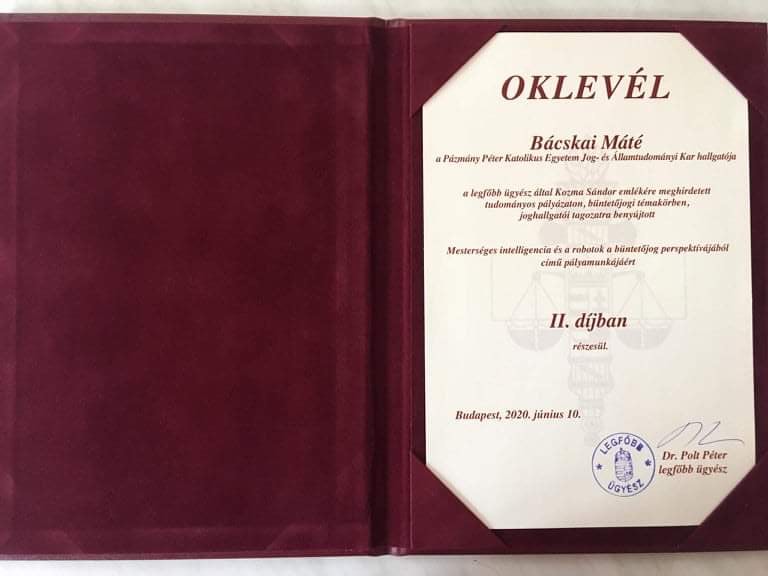 OKLEVÉL
Bácskai Máté
a Pázmány Péter Katolikus Egyetem Jog- és Államtudományi Kar hallgatója
a legfőbb ügyész által Kozma Sándor emlékére meghirdetett
tudományos pályázaton, büntetőjogi témakörben,
joghallgatói tagozatra benyújtott
Mesterséges intelligencia és a robotok a büntetőjog perspektívájából
című pályamunkájáért
II. díjban
részesül.
Budapest, 2020. június 10.
LEGFŐBB
ÜGYÉSZ
Dr. Polt Péter
legfőbb ügyész